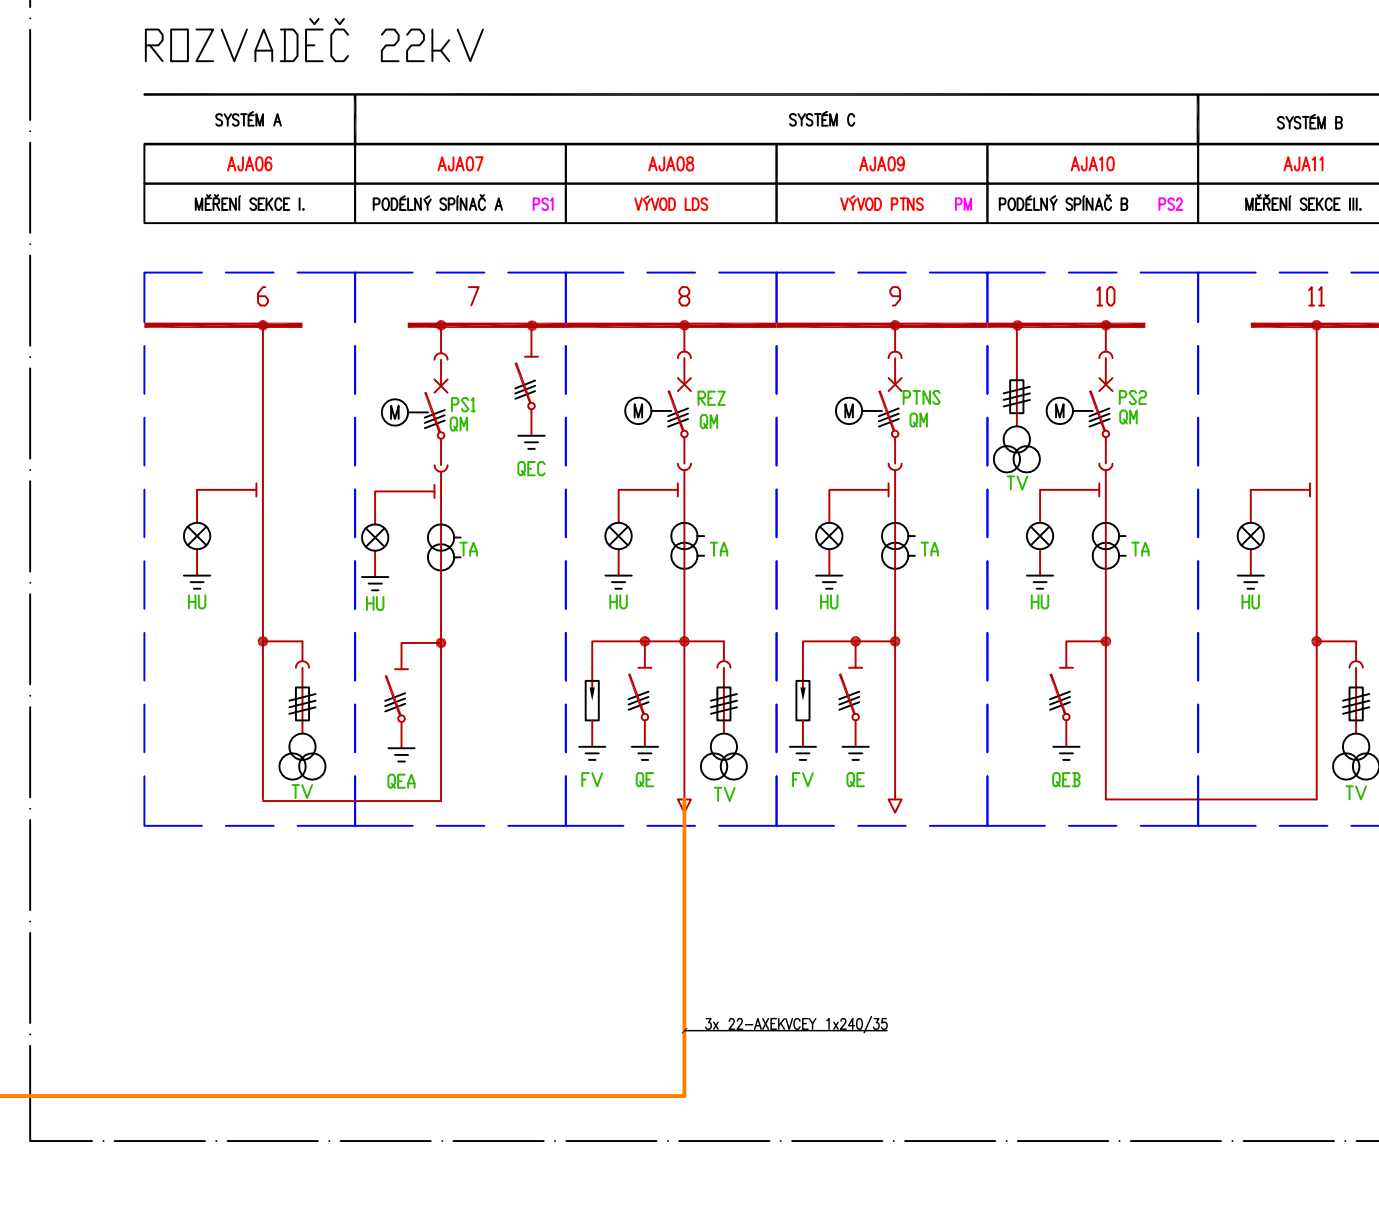 ROZVADĚČ 22kV
SYSTÉM A SYSTÉM C SYSTÉM B
AJA06 AJA07 AJA08 AJA09 AJA10 AJA11
MĚŘENÍ SEKCE I. PODÉLNÝ SPÍNAČ A PS1 VÝVOD LDS VÝVOD PTNS PM PODÉLNÝ SPÍNAČ B PS2 MĚŘENÍ SEKCE III.
6 7 8 9 10 11
PS1 REZ PTNS PS2
M QM M QM M QM M QM
QEC TV
TA TA TA TA
HU HU HU HU HU HU
TV QEA FV QE TV FV QE QEB TV
3x 22-AXEKVCEY 1x240/35